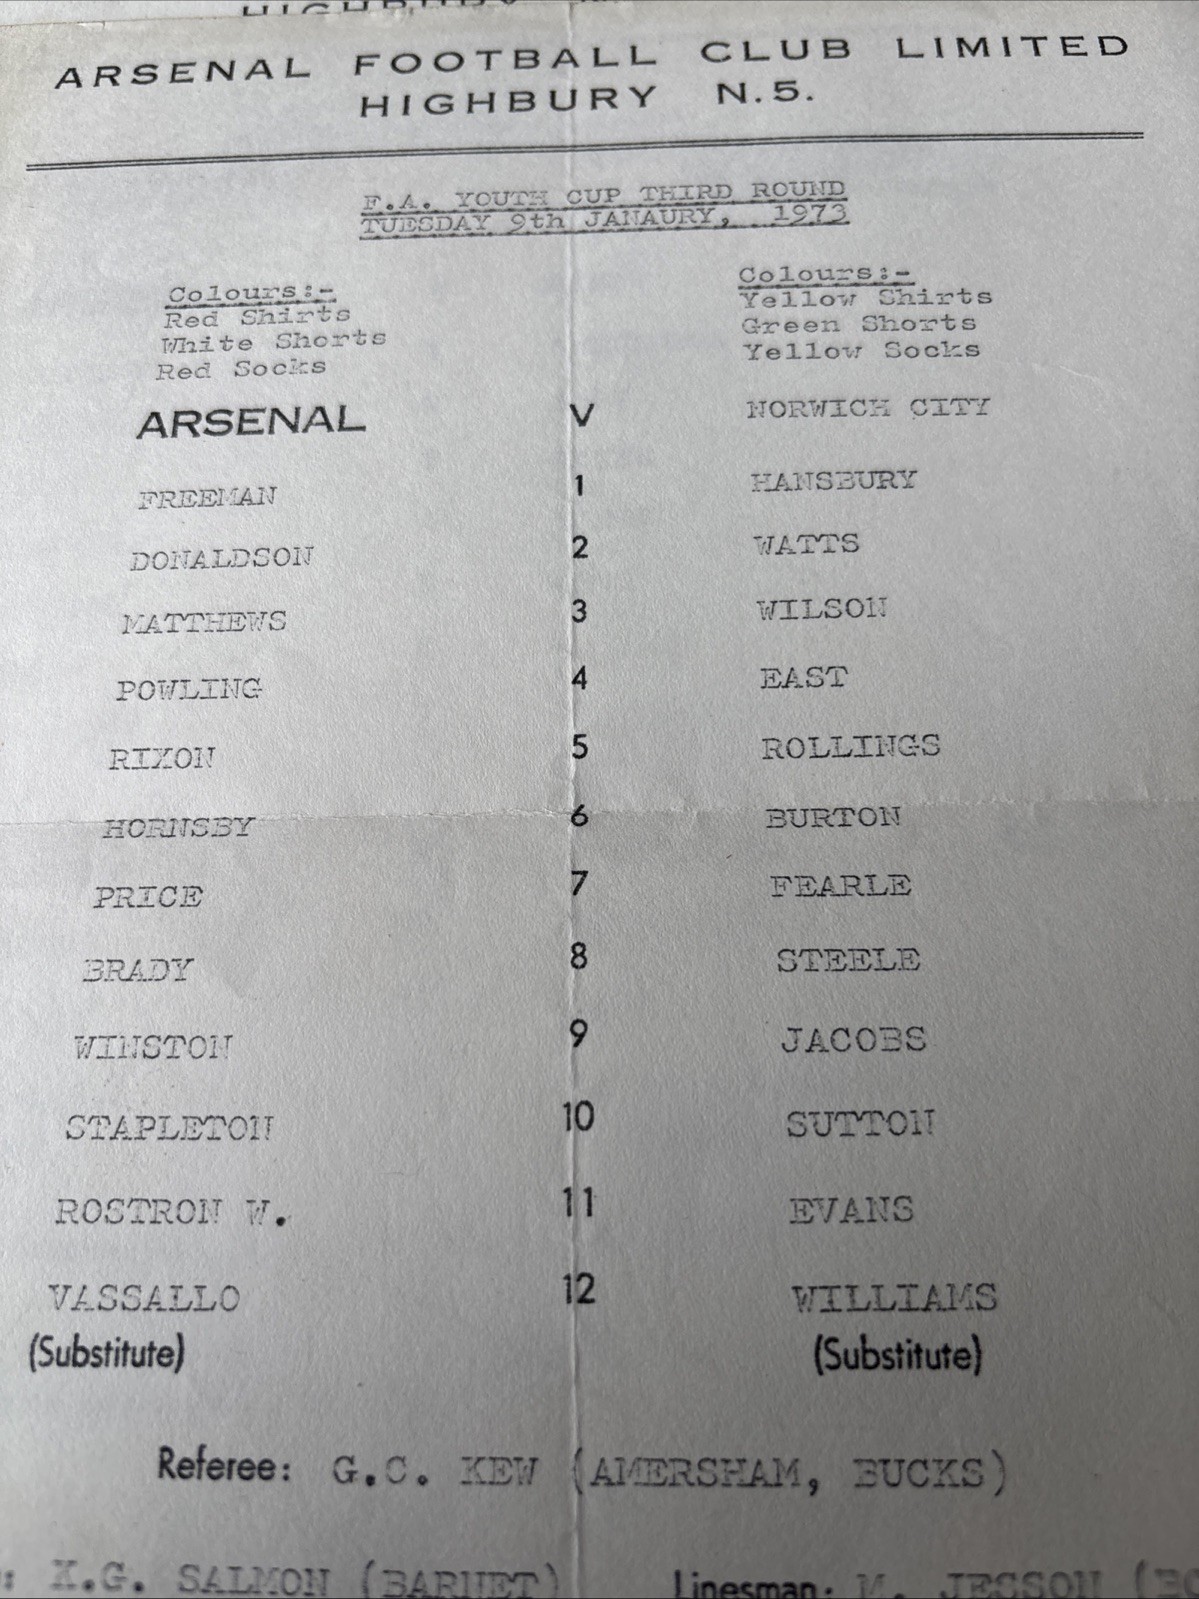 ARSENAL FOOTBALL CLUB LIMITED
HIGHBURY N.5.
F.A. YOUTH CUP THIRD ROUND
TUESDAY 9th JANAURY, 1973
Colours:-
Red Shirts
White Shorts
Red Socks
Colours:-
Yellow Shirts
Green Shorts
Yellow Socks
ARSENAL V NORWICH CITY
FREEMAN 1 HANSBURY
DONALDSON 2 WATTS
MATTHEWS 3 WILSON
POWLING 4 EAST
RIXON 5 ROLLINGS
HORNSBY 6 BURTON
PRICE 7 FEARLE
BRADY 8 STEELE
WINSTON 9 JACOBS
STAPLETON 10 SUTTON
ROSTRON W. 11 EVANS
VASSALLO 12 WILLIAMS
(Substitute) (Substitute)
Referee: G.C. KEW (AMERSHAM, BUCKS)
K.G. SALMON (BARNET) Linesman: M. JESSON